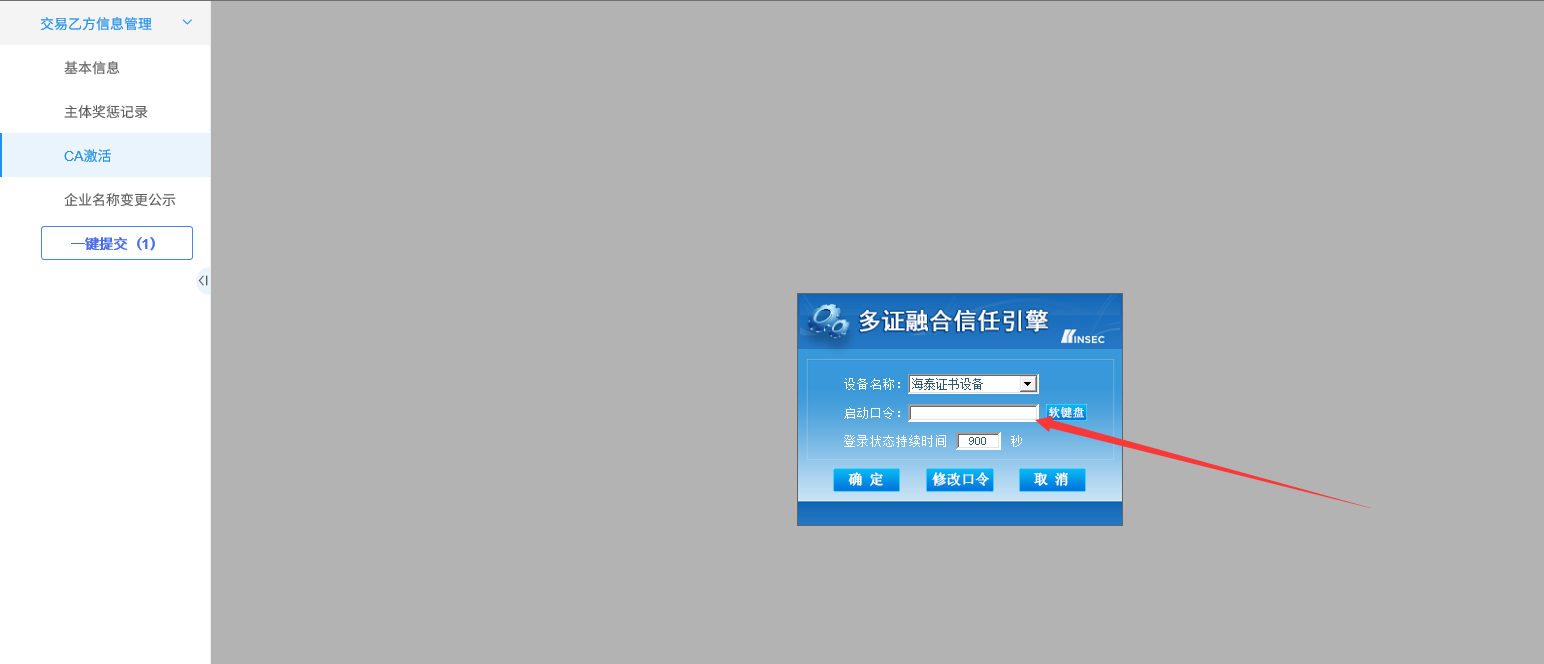 交易乙方信息管理
基本信息
主体奖惩记录
CA激活
企业名称变更公示
一键提交（1）
多证融合信任引擎
INSEC
设备名称： 海泰证书设备
启动口令： 软键盘
登录状态持续时间 900 秒
确 定 修改口令 取 消